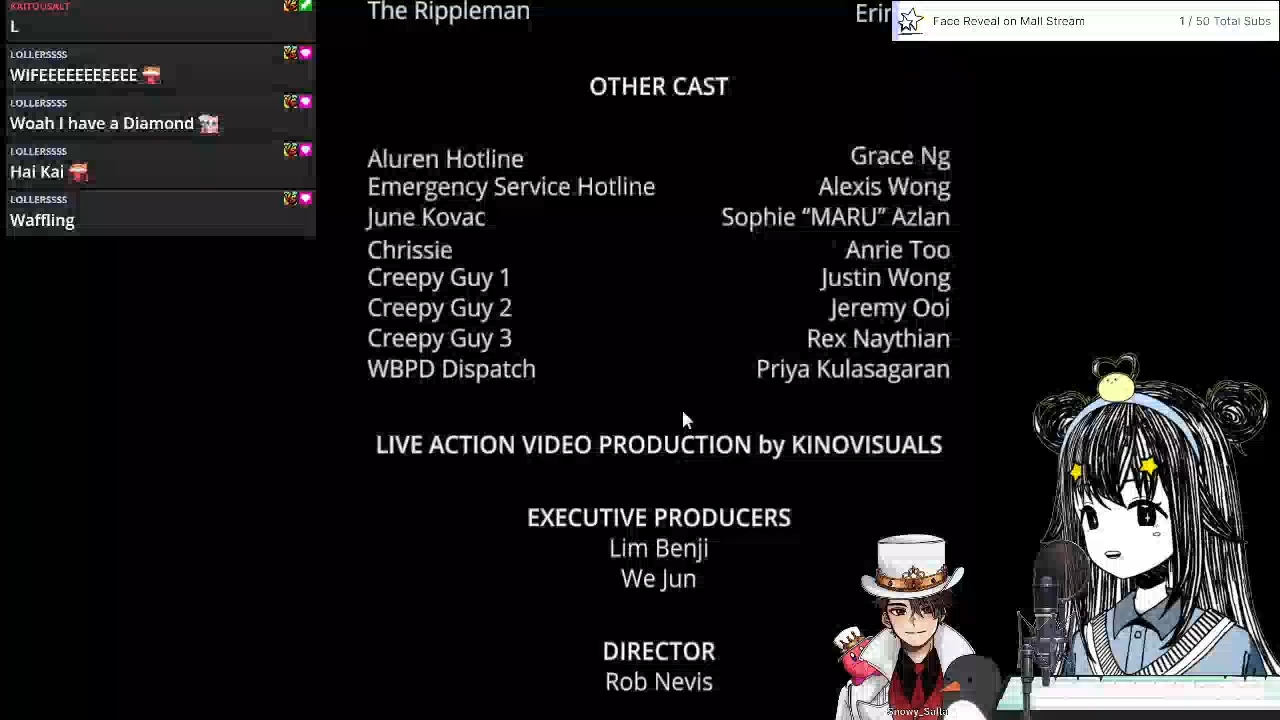 KAITOUSALT
L
LOLLERSSSS
WIFEEEEEEEEEEE
LOLLERSSSS
Woah I have a Diamond
LOLLERSSSS
Hai Kai
LOLLERSSSS
Waffling
Face Reveal on Mall Stream 1 / 50 Total Subs
The Rippleman
OTHER CAST
Aluren Hotline Grace Ng
Emergency Service Hotline Alexis Wong
June Kovac Sophie “MARU” Azlan
Chrissie Anrie Too
Creepy Guy 1 Justin Wong
Creepy Guy 2 Jeremy Ooi
Creepy Guy 3 Rex Naythian
WBPD Dispatch Priya Kulasagaran
LIVE ACTION VIDEO PRODUCTION by KINOVISUALS
EXECUTIVE PRODUCERS
Lim Benji
We Jun
DIRECTOR
Rob Nevis